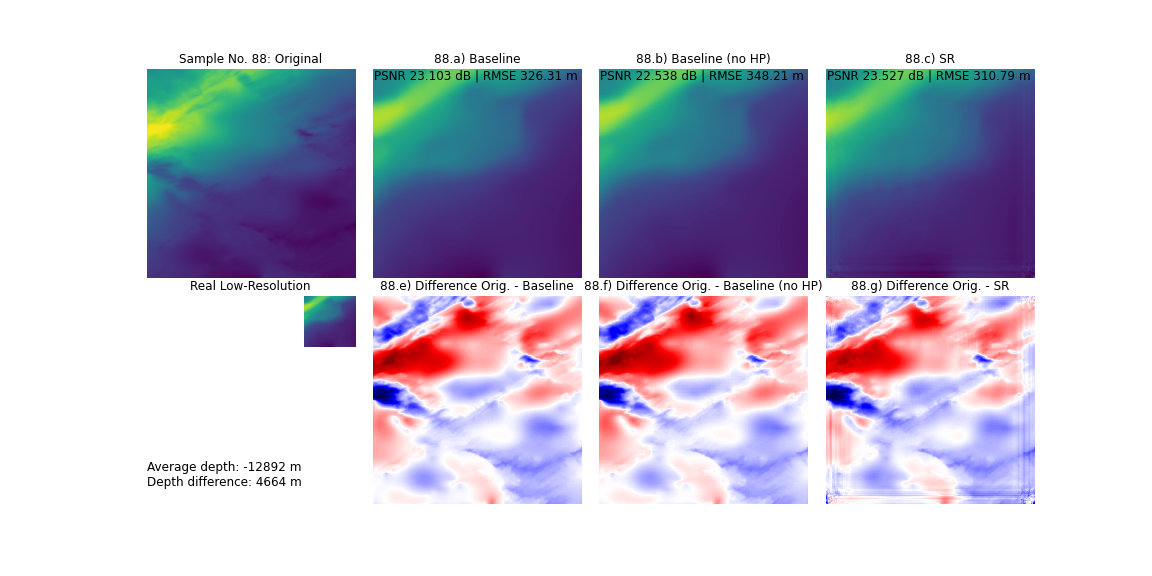 Sample No. 88: Original
88.a) Baseline
88.b) Baseline (no HP)
88.c) SR
PSNR 23.103 dB | RMSE 326.31 m
PSNR 22.538 dB | RMSE 348.21 m
PSNR 23.527 dB | RMSE 310.79 m
Real Low-Resolution
88.e) Difference Orig. - Baseline
88.f) Difference Orig. - Baseline (no HP)
88.g) Difference Orig. - SR
Average depth: -12892 m
Depth difference: 4664 m